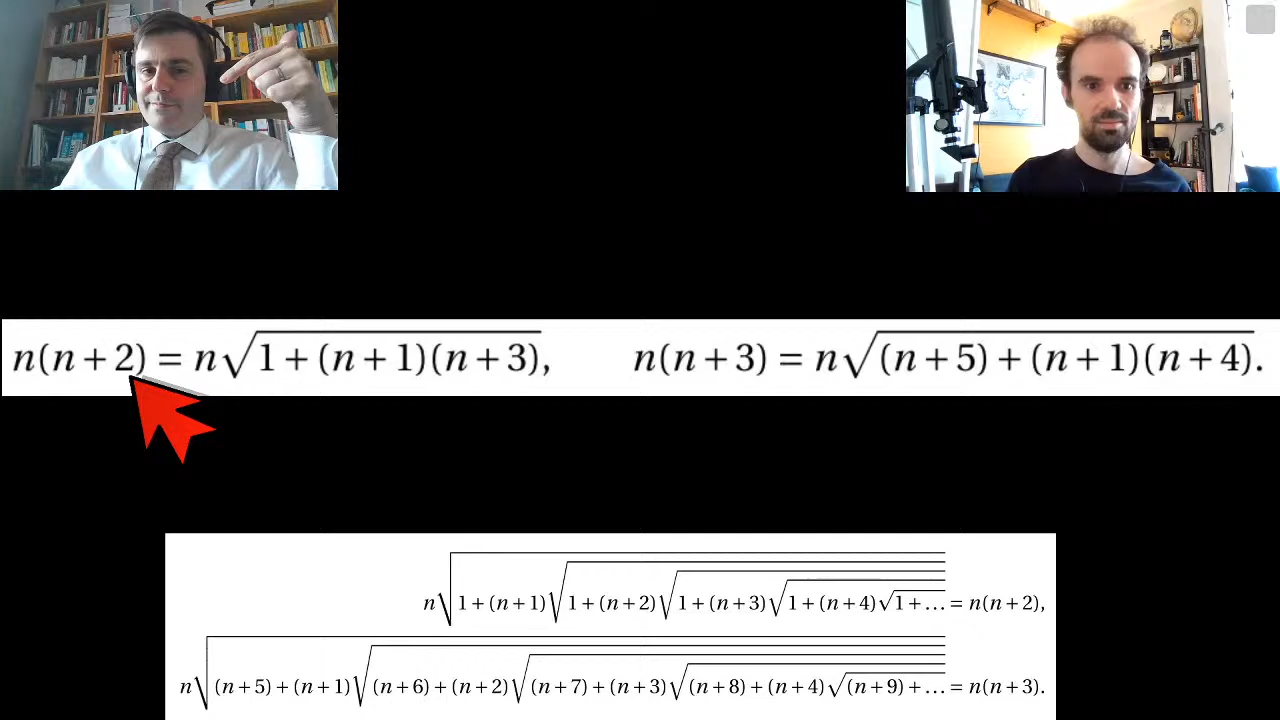 n(n + 2) = n√(1 + (n + 1)(n + 3)), n(n + 3) = n√((n + 5) + (n + 1)(n + 4)).
n√(1 + (n + 1)√(1 + (n + 2)√(1 + (n + 3)√(1 + (n + 4)√(1 + ...))))) = n(n + 2),
n√((n + 5) + (n + 1)√((n + 6) + (n + 2)√((n + 7) + (n + 3)√((n + 8) + (n + 4)√((n + 9) + ...))))) = n(n + 3).